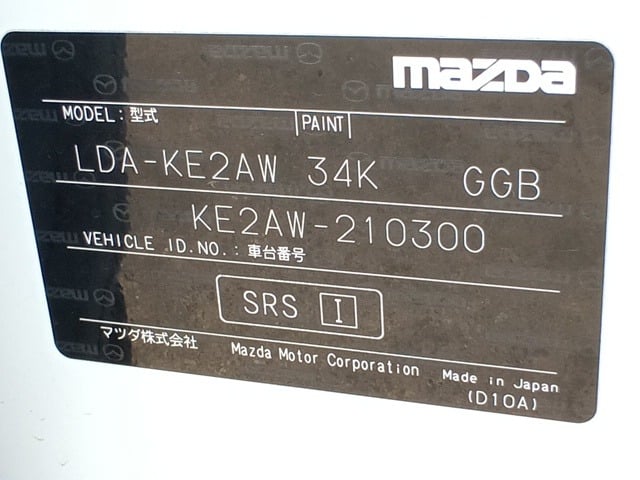 mazda
MODEL：型式 PAINT
LDA-KE2AW 34K GGB
KE2AW-210300
VEHICLE ID.NO.：車台番号
SRS I
マツダ株式会社 Mazda Motor Corporation Made in Japan
(D10A)